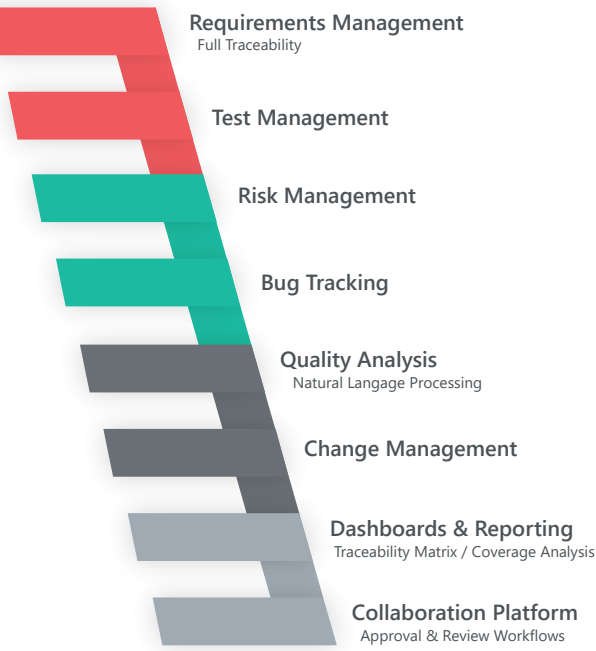 Requirements Management
Full Traceability
Test Management
Risk Management
Bug Tracking
Quality Analysis
Natural Langage Processing
Change Management
Dashboards & Reporting
Traceability Matrix / Coverage Analysis
Collaboration Platform
Approval & Review Workflows